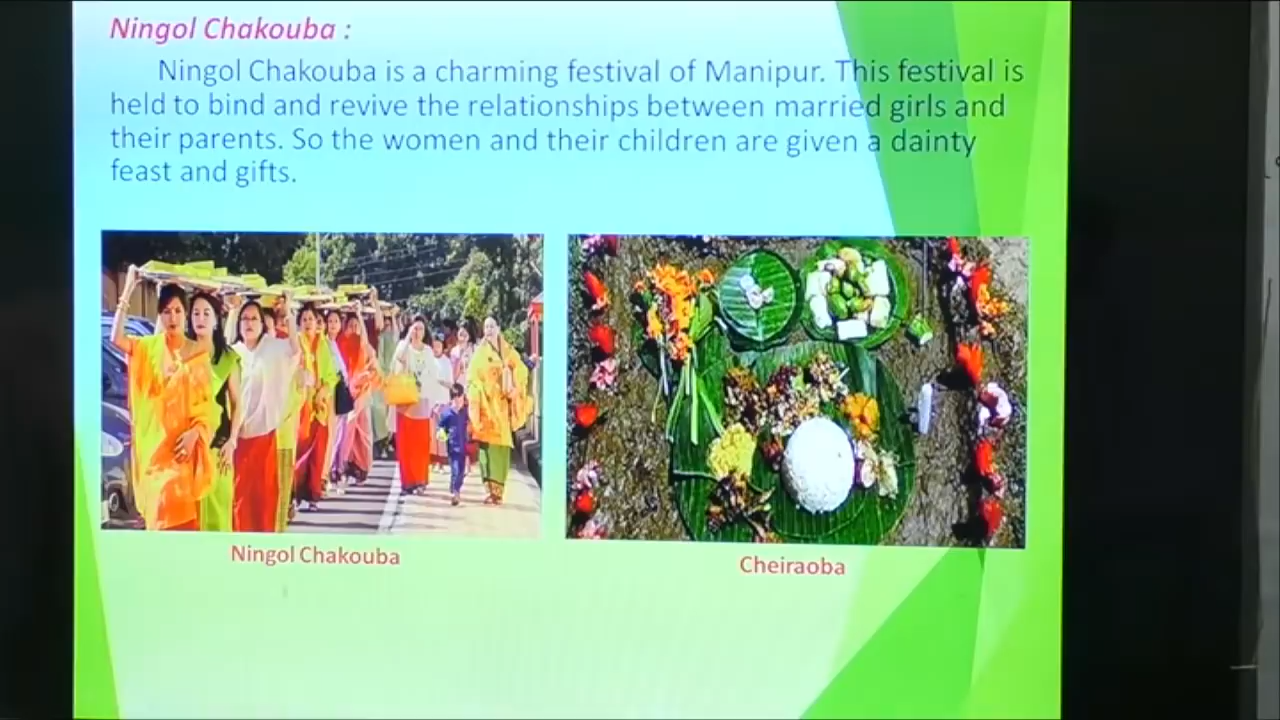 Ningol Chakouba :
Ningol Chakouba is a charming festival of Manipur. This festival is
held to bind and revive the relationships between married girls and
their parents. So the women and their children are given a dainty
feast and gifts.
Ningol Chakouba
Cheiraoba